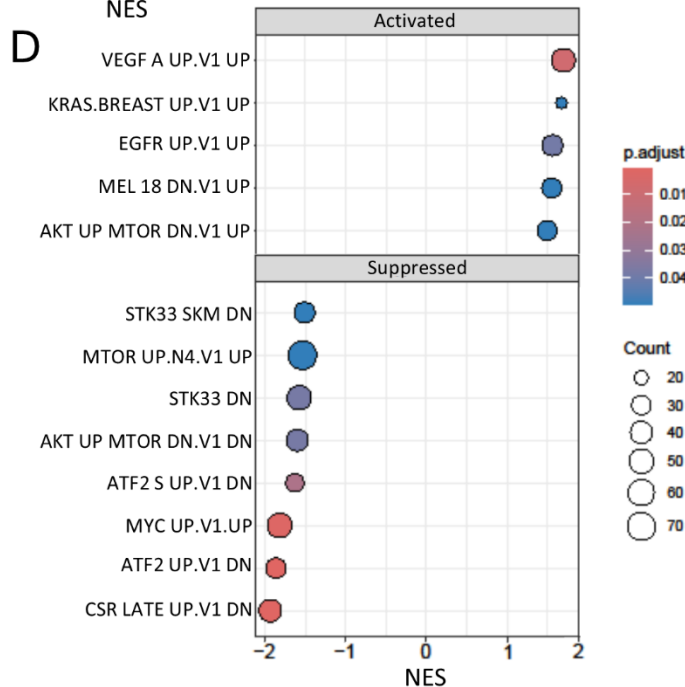 NES
D
Activated
VEGF A UP.V1 UP
KRAS.BREAST UP.V1 UP
EGFR UP.V1 UP
MEL 18 DN.V1 UP
AKT UP MTOR DN.V1 UP
Suppressed
STK33 SKM DN
MTOR UP.N4.V1 UP
STK33 DN
AKT UP MTOR DN.V1 DN
ATF2 S UP.V1 DN
MYC UP.V1.UP
ATF2 UP.V1 DN
CSR LATE UP.V1 DN
−2 −1 0 1 2
NES
p.adjust
0.01
0.02
0.03
0.04
Count
20
30
40
50
60
70